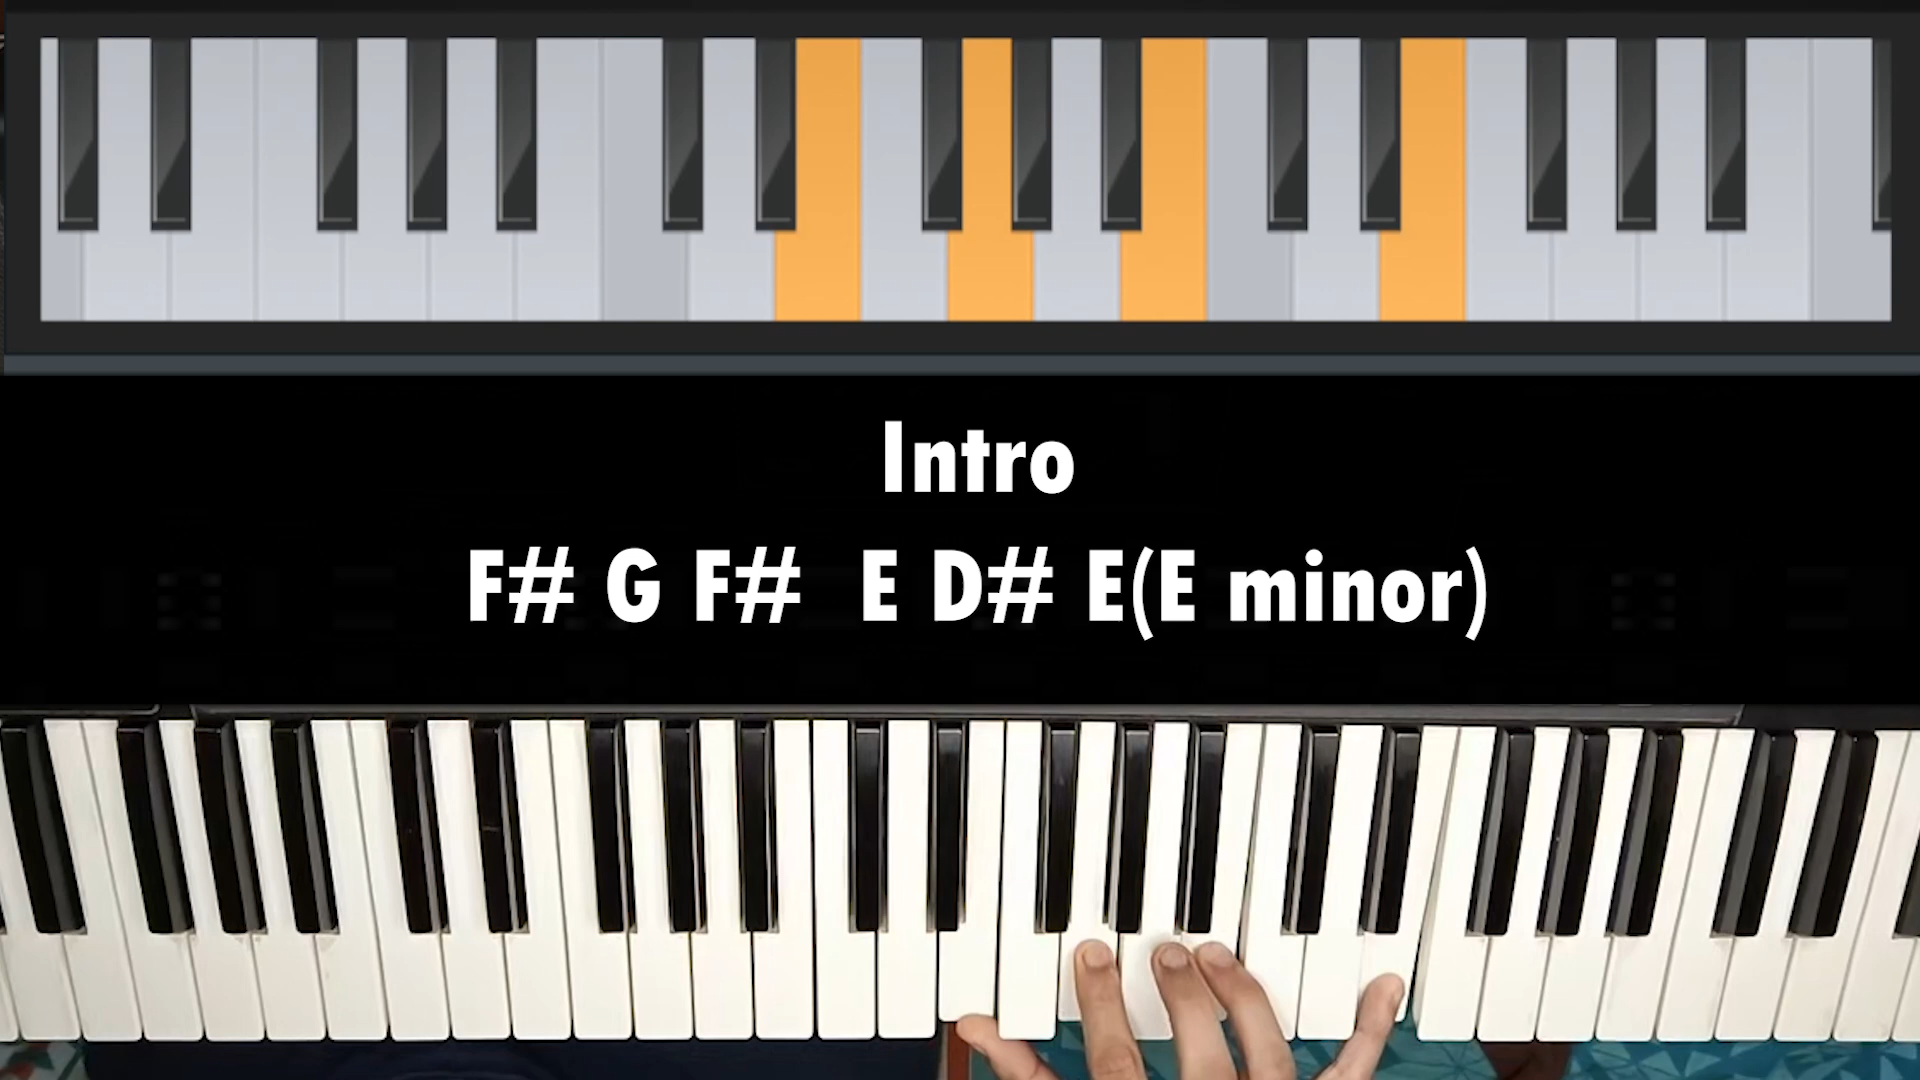 Intro
F# G F# E D# E(E minor)